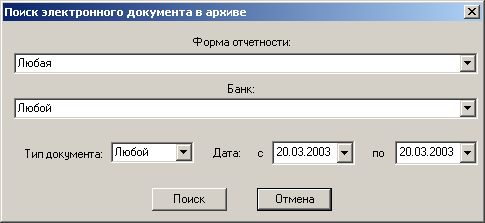 Поиск электронного документа в архиве
Форма отчетности:
Любая
Банк:
Любой
Тип документа: Любой Дата: с 20.03.2003 по 20.03.2003
Поиск Отмена